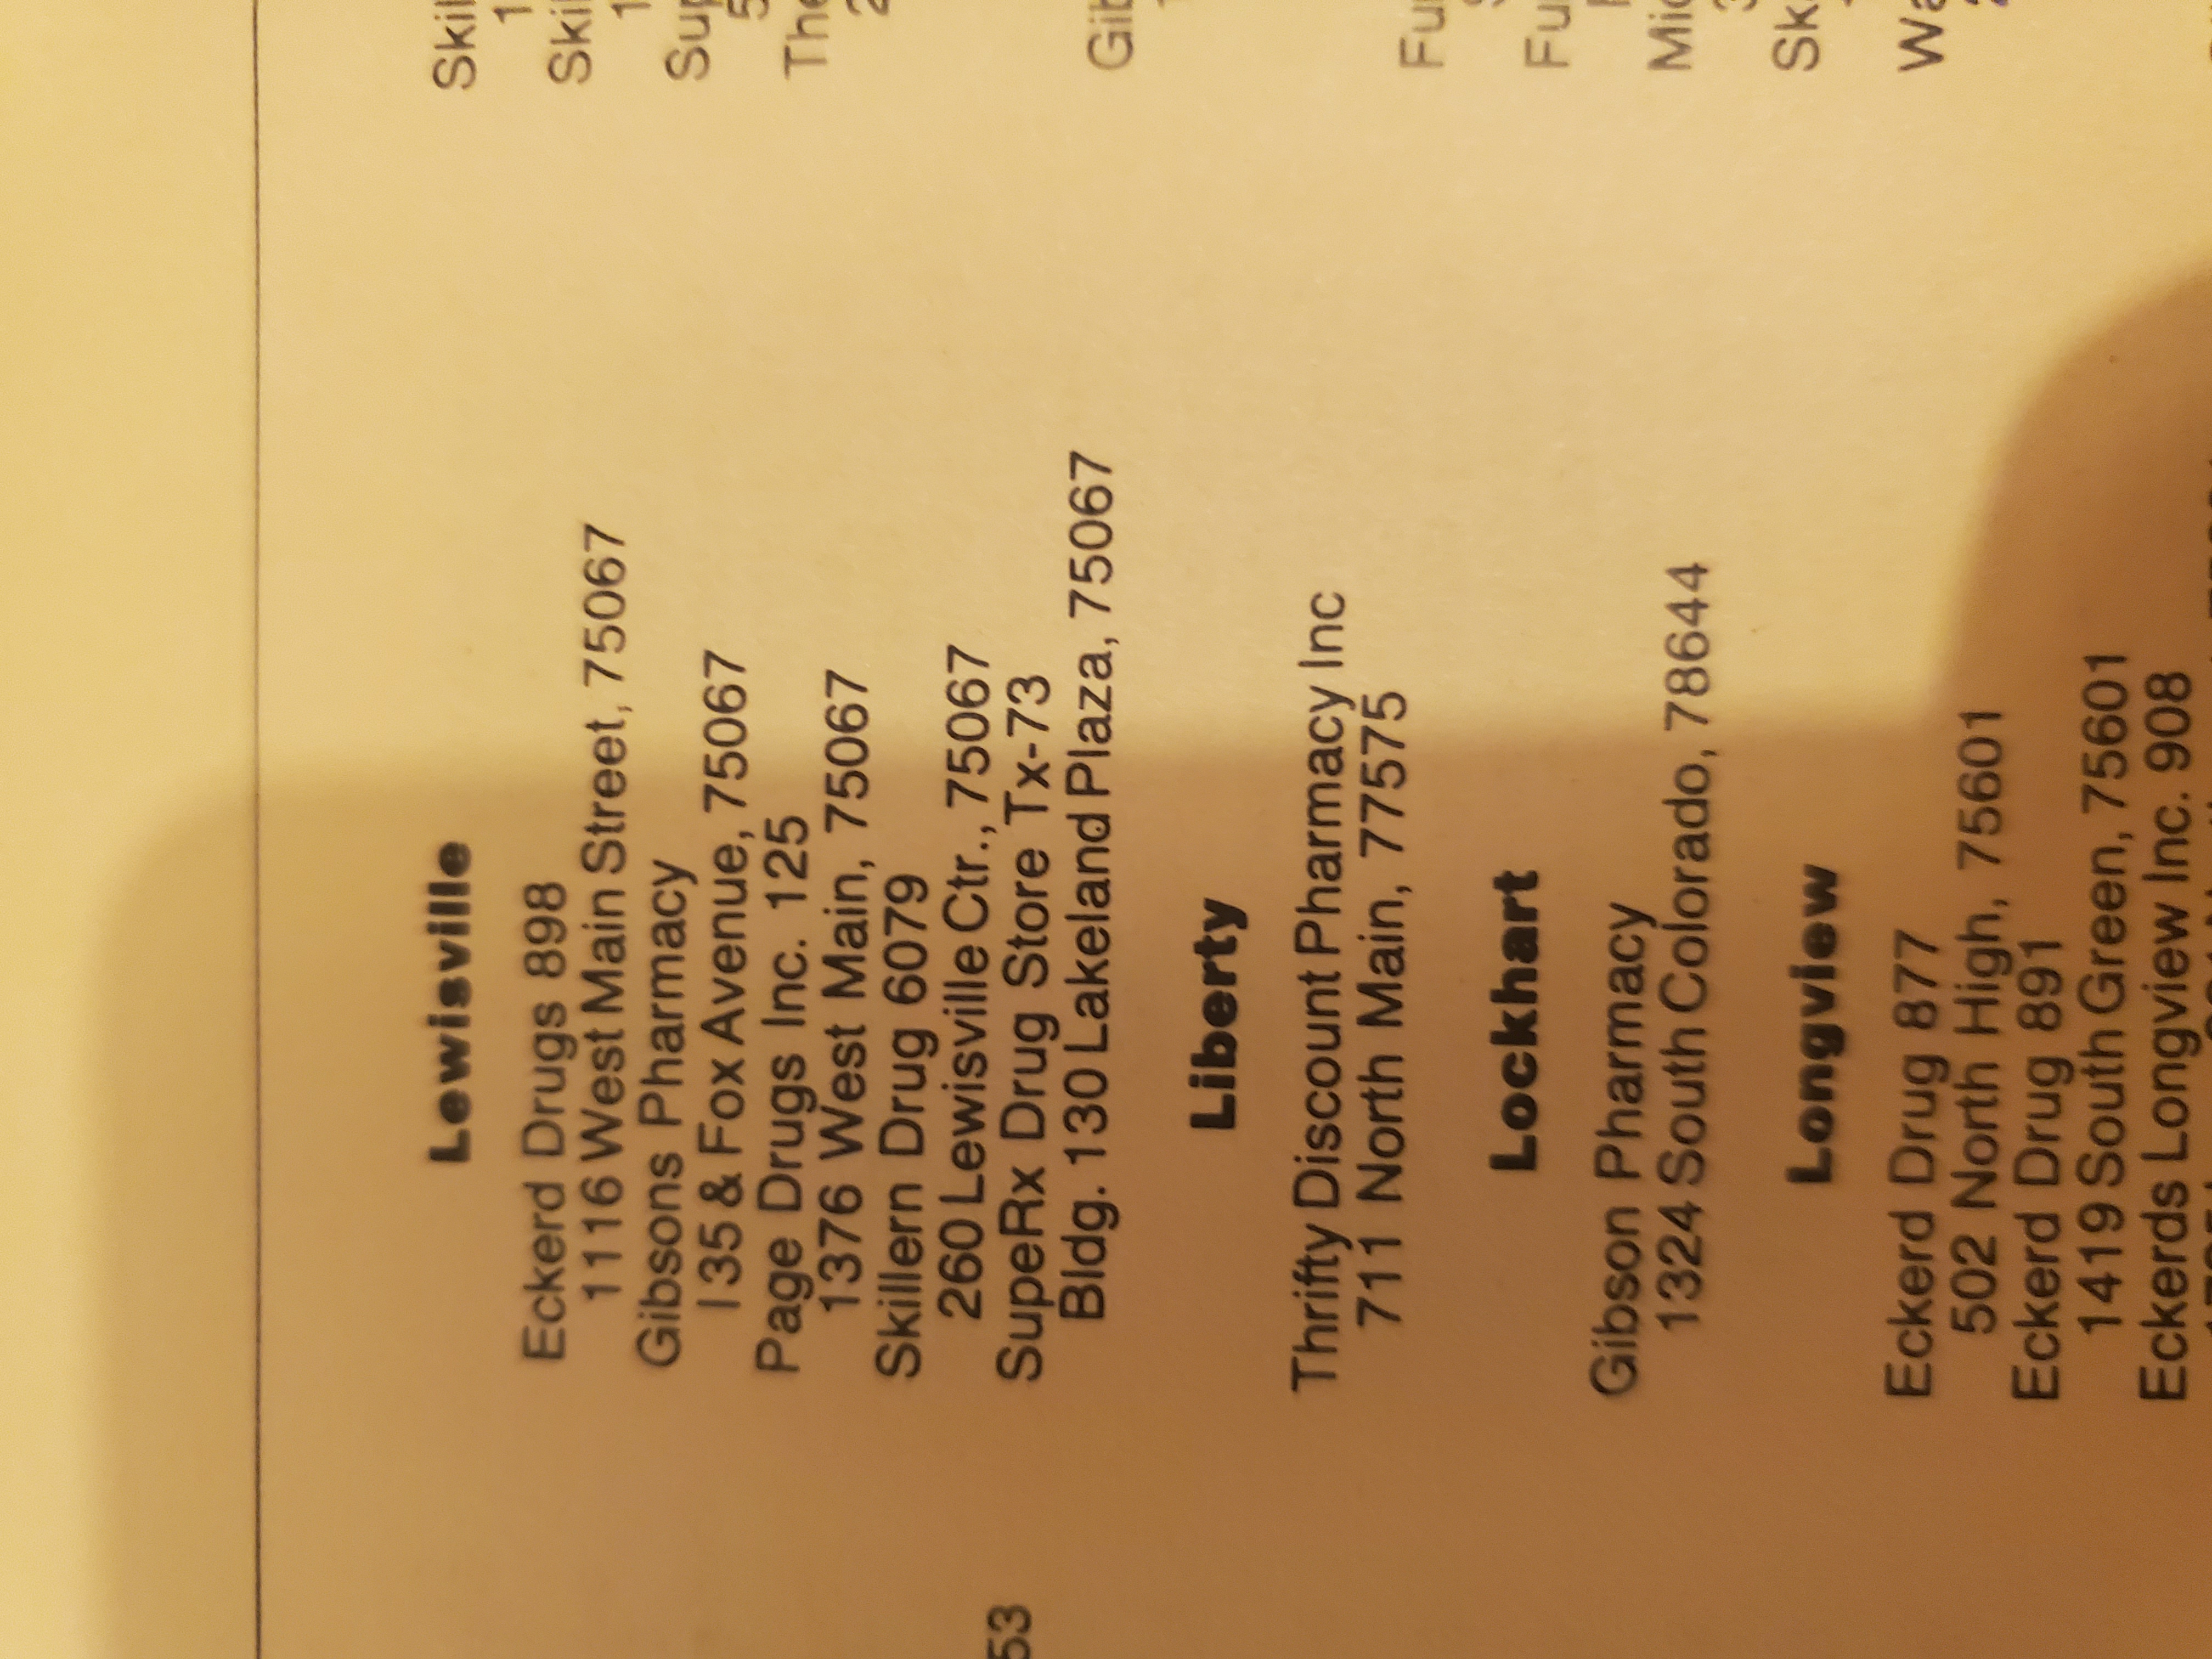 Lewisville
Eckerd Drugs 898
1116 West Main Street, 75067
Gibsons Pharmacy
I 35 & Fox Avenue, 75067
Page Drugs Inc. 125
1376 West Main, 75067
Skillern Drug 6079
260 Lewisville Ctr., 75067
SupeRx Drug Store Tx-73
Bldg. 130 Lakeland Plaza, 75067
Liberty
Thrifty Discount Pharmacy Inc
711 North Main, 77575
Lockhart
Gibson Pharmacy
1324 South Colorado, 78644
Longview
Eckerd Drug 877
502 North High, 75601
Eckerd Drug 891
1419 South Green, 75601
Eckerds Longview Inc. 908
53